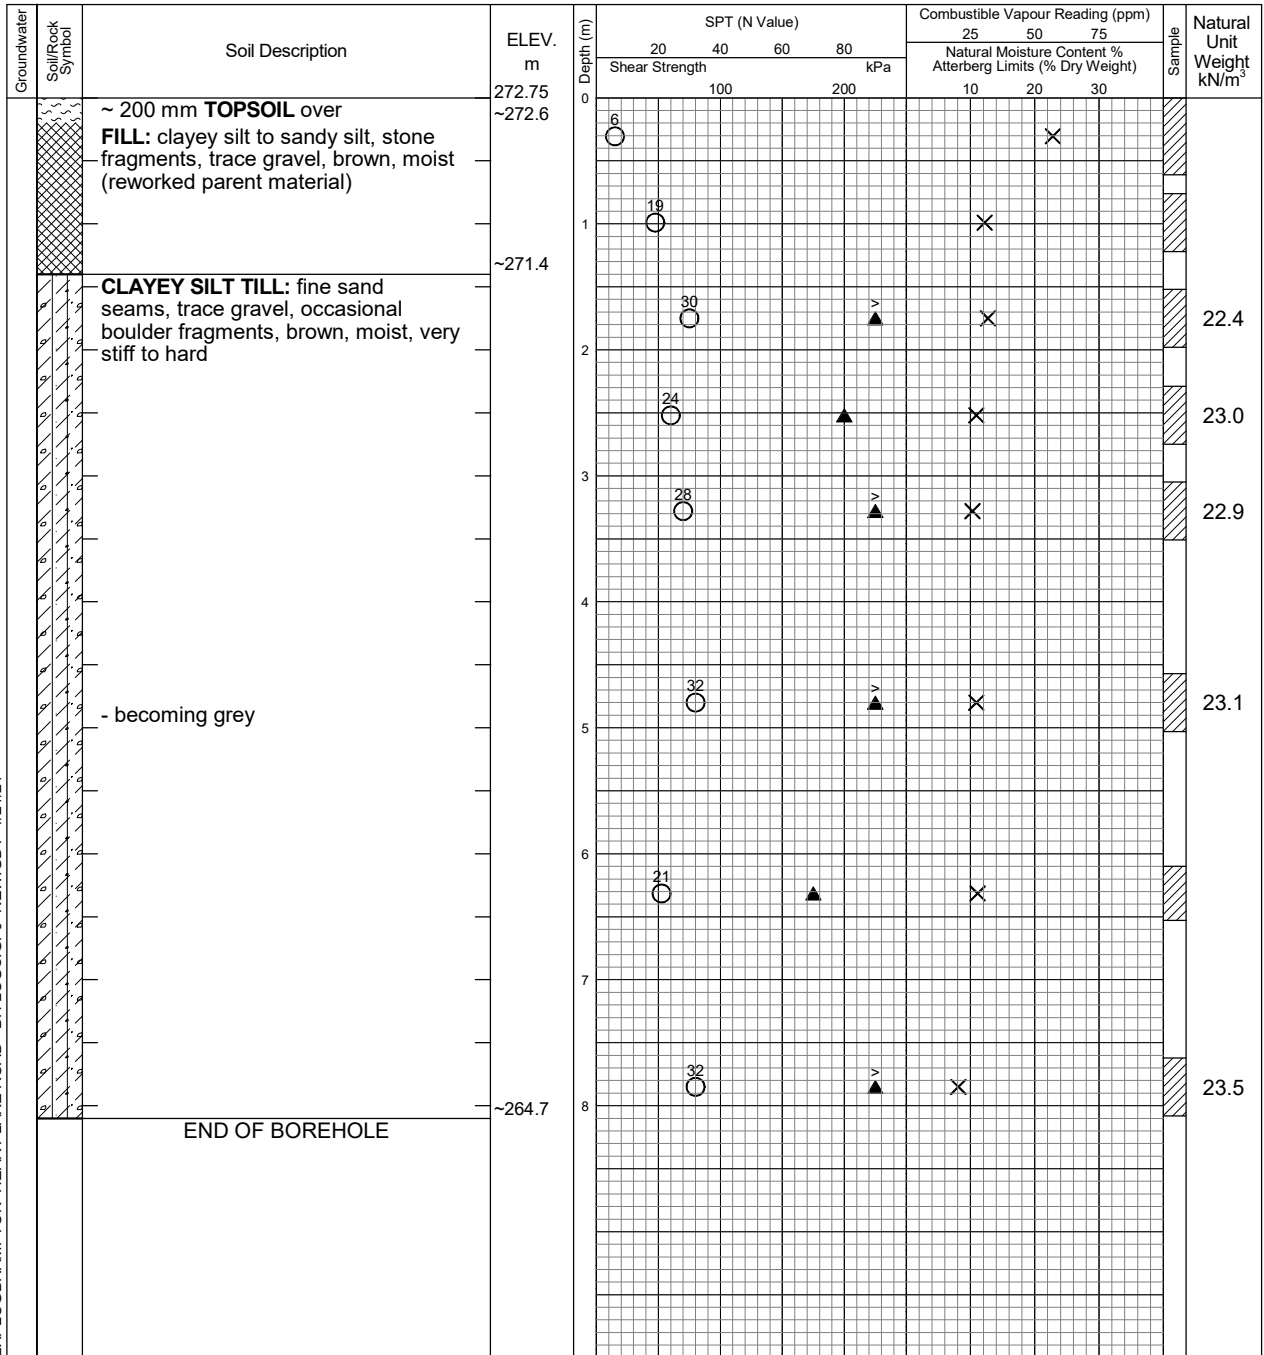 Groundwater
Soil/Rock
Symbol
Soil Description
ELEV.
m
272.75
Depth (m)
SPT (N Value)
20 40 60 80
Shear Strength kPa
100 200
Combustible Vapour Reading (ppm)
25 50 75
Natural Moisture Content %
Atterberg Limits (% Dry Weight)
10 20 30
Sample
Natural
Unit
Weight
kN/m³
0
~ 200 mm TOPSOIL over
~272.6
FILL: clayey silt to sandy silt, stone
fragments, trace gravel, brown, moist
(reworked parent material)
6
19
1
~271.4
CLAYEY SILT TILL: fine sand
seams, trace gravel, occasional
boulder fragments, brown, moist, very
stiff to hard
30 >
22.4
2
24
23.0
3
28 >
22.9
4
32 >
23.1
- becoming grey
5
6
21
7
32 >
23.5
8
~264.7
END OF BOREHOLE